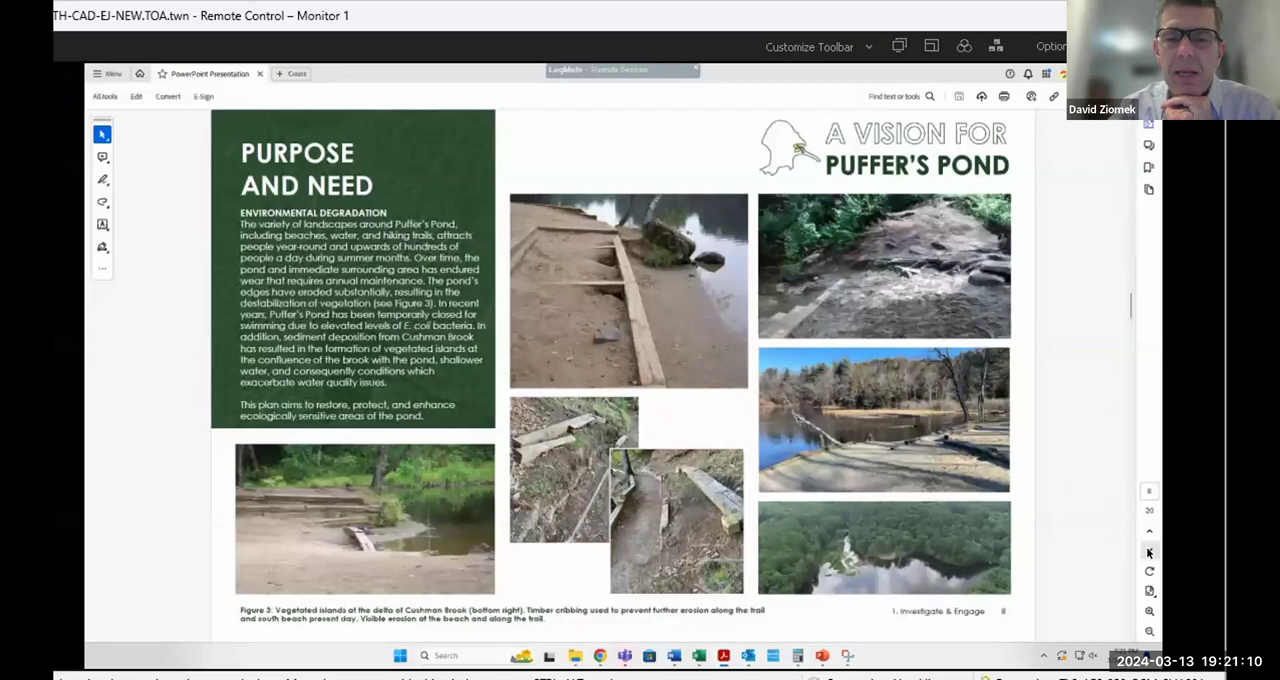 TH-CAD-EJ-NEW.TOA.twn - Remote Control – Monitor 1
Customize Toolbar
Option
David Ziomek
Menu
PowerPoint Presentation
Create
LogMeIn - Remote Session
All tools
Edit
Convert
E-Sign
Find text or tools
PURPOSE
AND NEED
ENVIRONMENTAL DEGRADATION
The variety of landscapes around Puffer's Pond,
including beaches, water, and hiking trails, attracts
people year-round and upwards of hundreds of
people a day during summer months. Over time, the
pond and immediate surrounding area has endured
wear that requires annual maintenance. The pond's
edges have eroded substantially, resulting in the
destabilization of vegetation (see Figure 3). In recent
years, Puffer's Pond has been temporarily closed for
swimming due to elevated levels of E. coli bacteria. In
addition, sediment deposition from Cushman Brook
has resulted in the formation of vegetated islands at
the confluence of the brook with the pond, shallower
water, and consequently conditions which
exacerbate water quality issues.
This plan aims to restore, protect, and enhance
ecologically sensitive areas of the pond.
A VISION FOR
PUFFER'S POND
Figure 3: Vegetated islands at the delta of Cushman Brook (bottom right). Timber cribbing used to prevent further erosion along the trail
and south beach present day. Visible erosion at the beach and along the trail.
1. Investigate & Engage 8
8
20
Search
2024-03-13 19:21:10